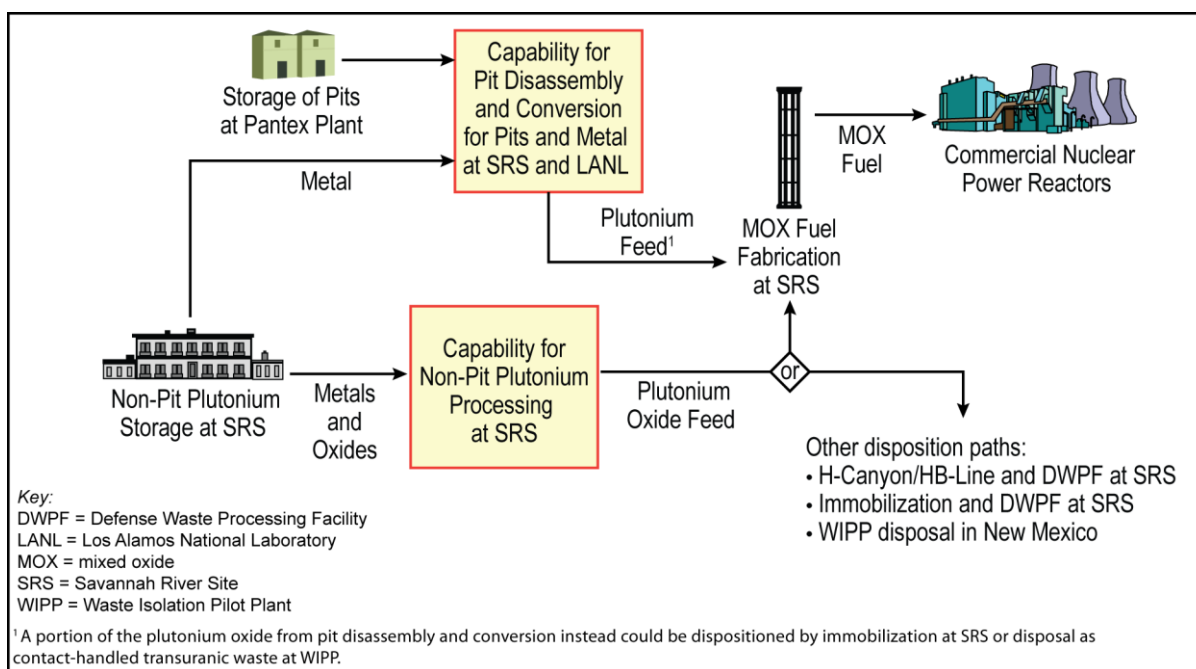 Storage of Pits
at Pantex Plant
Capability for
Pit Disassembly
and Conversion
for Pits and Metal
at SRS and LANL
Metal
Plutonium
Feed¹
MOX Fuel
Fabrication
at SRS
MOX
Fuel
Commercial Nuclear
Power Reactors
Non-Pit Plutonium
Storage at SRS
Metals
and
Oxides
Capability for
Non-Pit Plutonium
Processing
at SRS
Plutonium
Oxide Feed
or
Other disposition paths:
• H-Canyon/HB-Line and DWPF at SRS
• Immobilization and DWPF at SRS
• WIPP disposal in New Mexico
Key:
DWPF = Defense Waste Processing Facility
LANL = Los Alamos National Laboratory
MOX = mixed oxide
SRS = Savannah River Site
WIPP = Waste Isolation Pilot Plant
¹ A portion of the plutonium oxide from pit disassembly and conversion instead could be dispositioned by immobilization at SRS or disposal as
contact-handled transuranic waste at WIPP.